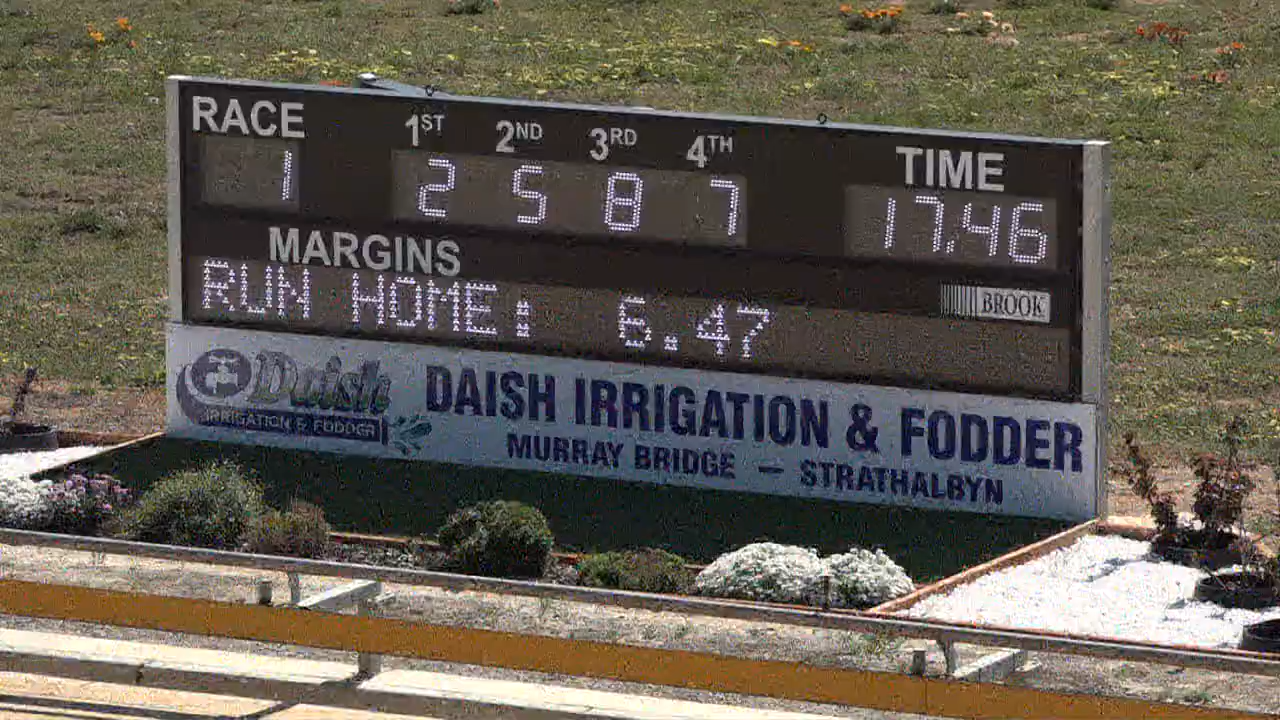 RACE 1ST 2ND 3RD 4TH TIME
1 2 5 8 7 17.46
MARGINS
RUN HOME: 6.47
BROOK
Daish
IRRIGATION & FODDER
DAISH IRRIGATION & FODDER
MURRAY BRIDGE — STRATHALBYN